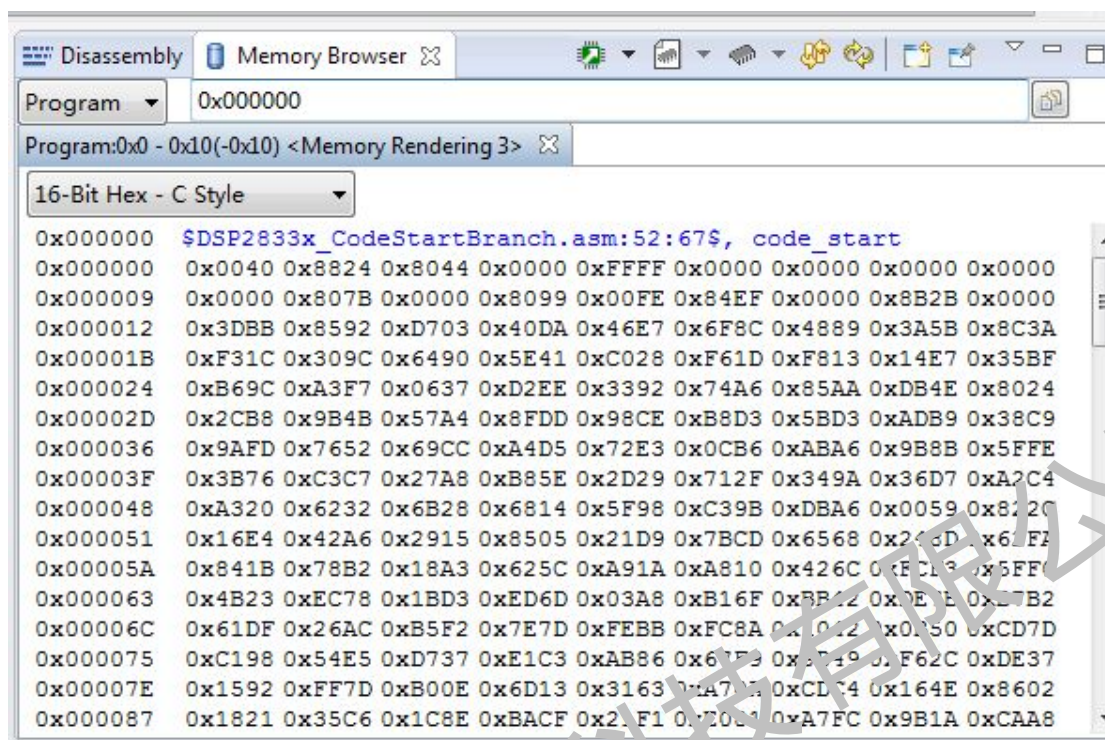 Disassembly Memory Browser
Program 0x000000
Program:0x0 - 0x10(-0x10) <Memory Rendering 3>
16-Bit Hex - C Style
0x000000 $DSP2833x_CodeStartBranch.asm:52:67$, code_start
0x000000 0x0040 0x8824 0x8044 0x0000 0xFFFF 0x0000 0x0000 0x0000 0x0000
0x000009 0x0000 0x807B 0x0000 0x8099 0x00FE 0x84EF 0x0000 0x8B2B 0x0000
0x000012 0x3DBB 0x8592 0xD703 0x40DA 0x46E7 0x6F8C 0x4889 0x3A5B 0x8C3A
0x00001B 0xF31C 0x309C 0x6490 0x5E41 0xC028 0xF61D 0xF813 0x14E7 0x35BF
0x000024 0xB69C 0xA3F7 0x0637 0xD2EE 0x3392 0x74A6 0x85AA 0xDB4E 0x8024
0x00002D 0x2CB8 0x9B4B 0x57A4 0x8FDD 0x98CE 0xB8D3 0x5BD3 0xADB9 0x38C9
0x000036 0x9AFD 0x7652 0x69CC 0xA4D5 0x72E3 0x0CB6 0xABA6 0x9B8B 0x5FFE
0x00003F 0x3B76 0xC3C7 0x27A8 0xB85E 0x2D29 0x712F 0x349A 0x36D7 0xA2C4
0x000048 0xA320 0x6232 0x6B28 0x6814 0x5F98 0xC39B 0xDBA6 0x0059
0x000051 0x16E4 0x42A6 0x2915 0x8505 0x21D9 0x7BCD 0x6568
0x00005A 0x841B 0x78B2 0x18A3 0x625C 0xA91A 0xA810 0x426C
0x000063 0x4B23 0xEC78 0x1BD3 0xED6D 0x03A8 0xB16F
0x00006C 0x61DF 0x26AC 0xB5F2 0x7E7D 0xFEBB 0xFC8A 0xCD7D
0x000075 0xC198 0x54E5 0xD737 0xE1C3 0xAB86 0xDE37
0x00007E 0x1592 0xFF7D 0xB00E 0x6D13 0x3163 0x164E 0x8602
0x000087 0x1821 0x35C6 0x1C8E 0xBACF 0xA7FC 0x9B1A 0xCAA8
科技有限公